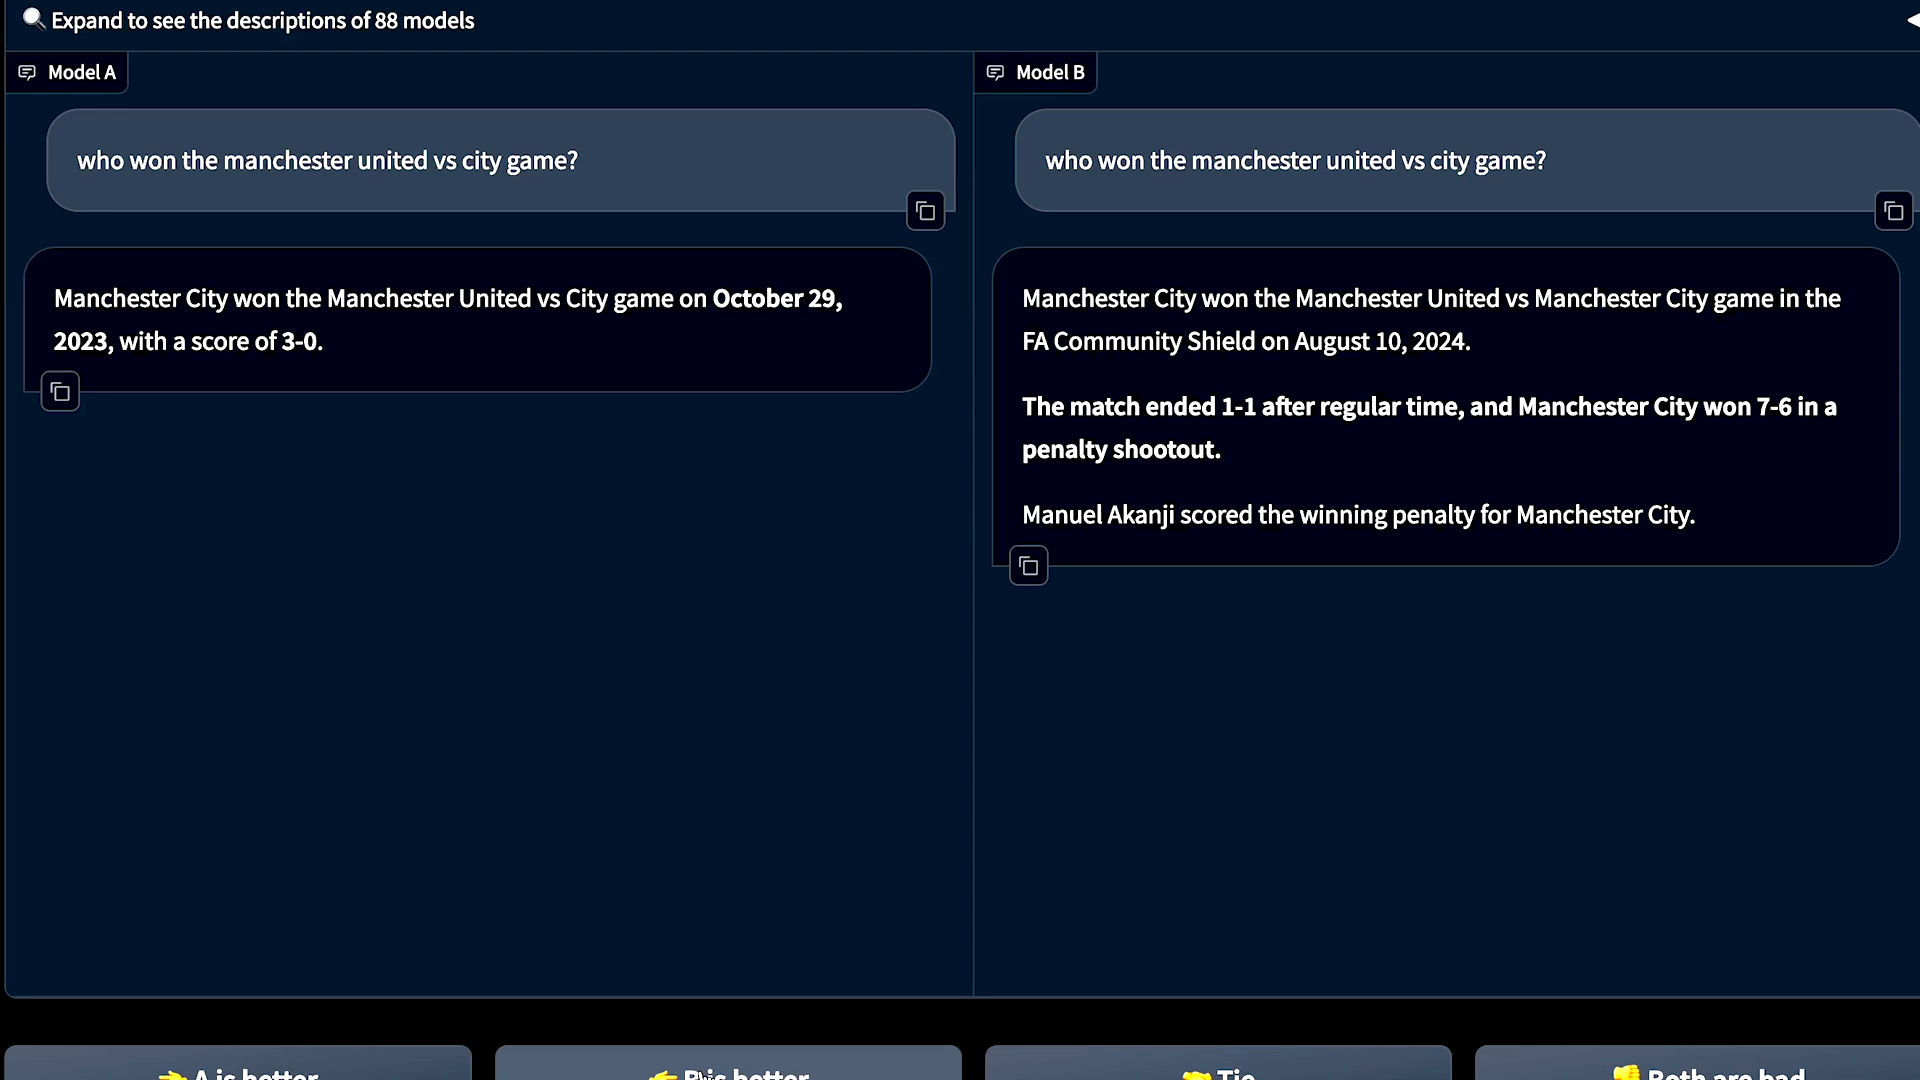 Expand to see the descriptions of 88 models
Model A
who won the manchester united vs city game?
Manchester City won the Manchester United vs City game on October 29,
2023, with a score of 3-0.
Model B
who won the manchester united vs city game?
Manchester City won the Manchester United vs Manchester City game in the
FA Community Shield on August 10, 2024.
The match ended 1-1 after regular time, and Manchester City won 7-6 in a
penalty shootout.
Manuel Akanji scored the winning penalty for Manchester City.
A is better
B is better
Tie
Both are bad